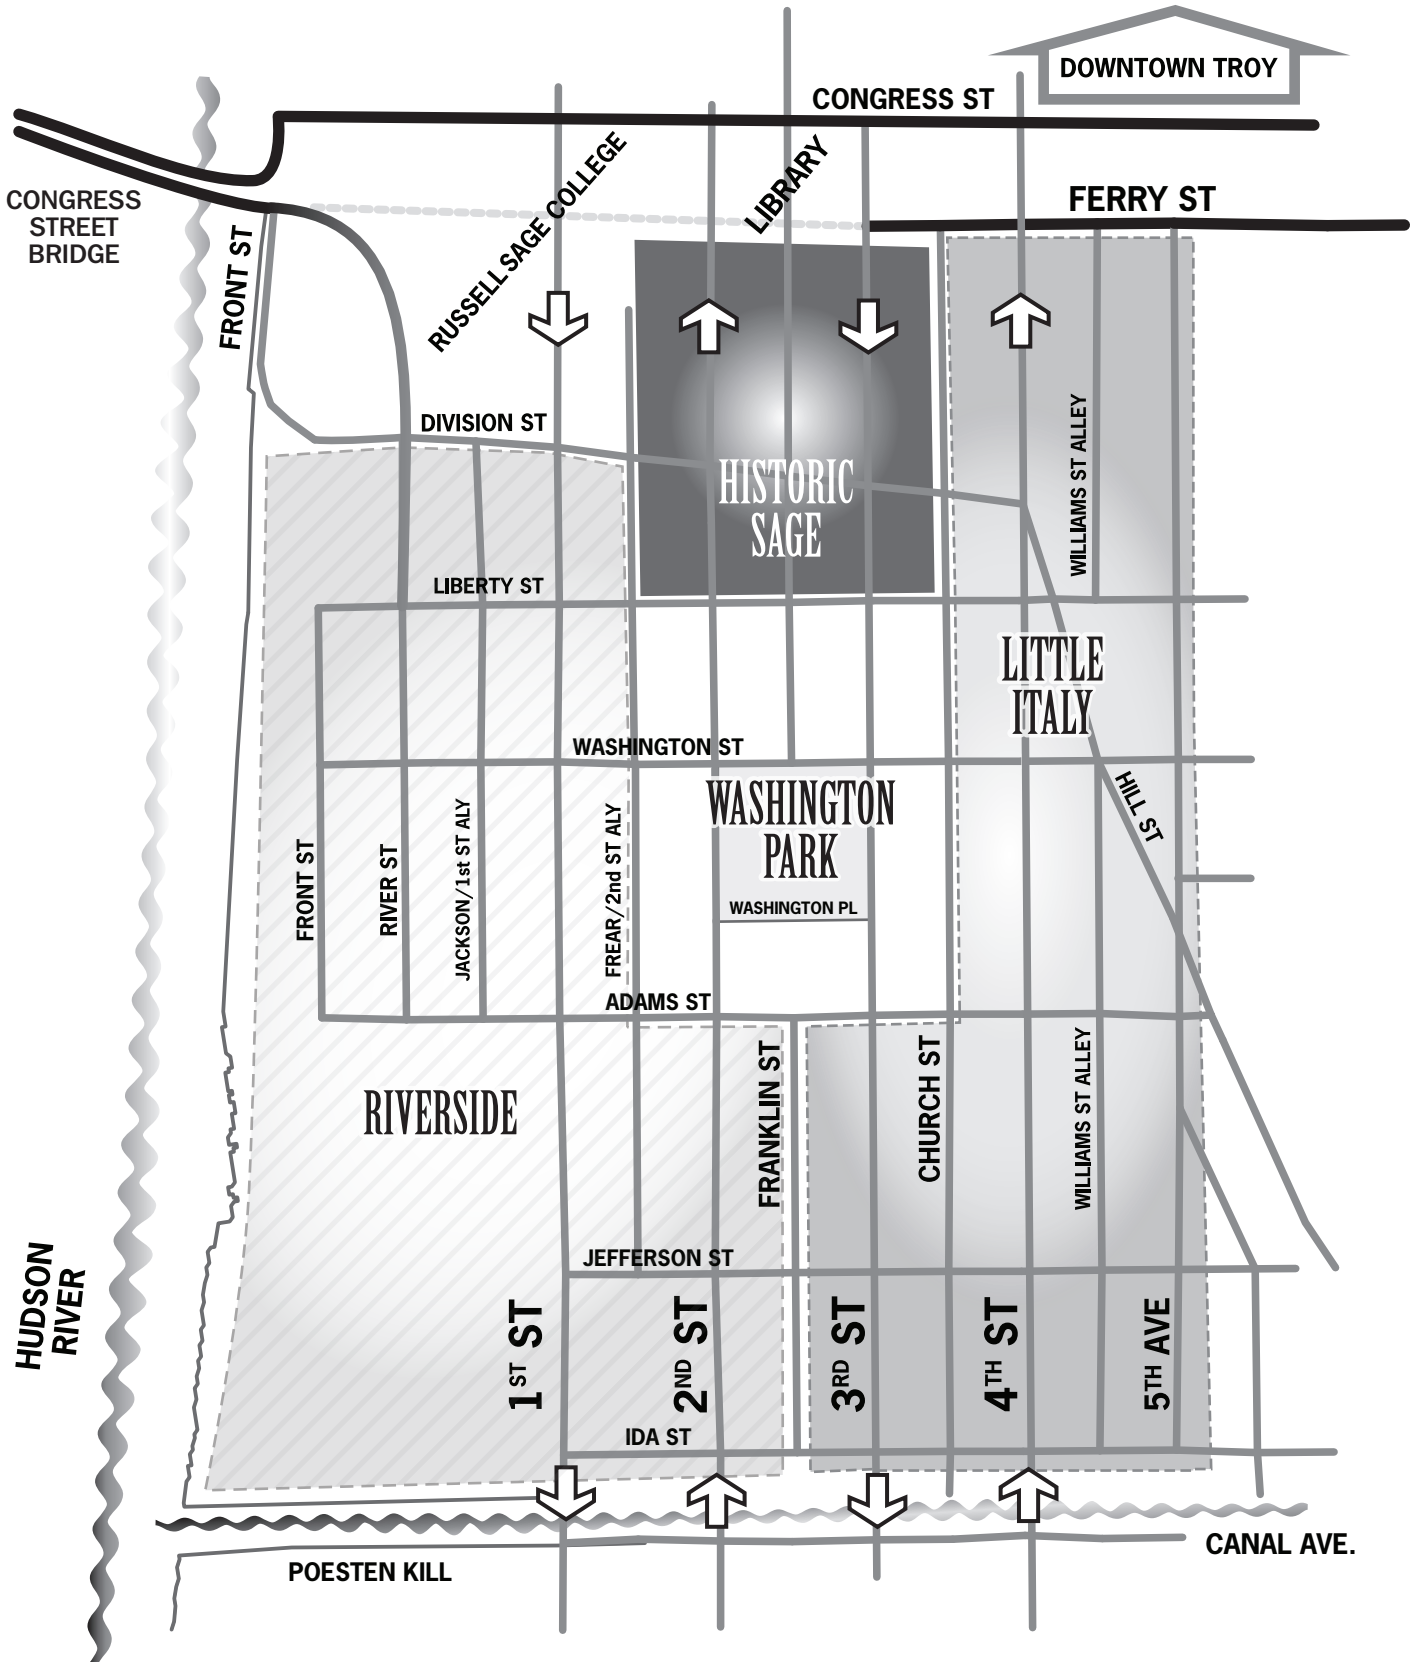 DOWNTOWN TROY
CONGRESS ST
RUSSELL SAGE COLLEGE
LIBRARY
CONGRESS
STREET
BRIDGE
FERRY ST
FRONT ST
DIVISION ST
WILLIAMS ST ALLEY
HISTORIC
SAGE
LIBERTY ST
LITTLE
ITALY
WASHINGTON ST
WASHINGTON
PARK
HILL ST
FRONT ST
RIVER ST
JACKSON/1st ST ALY
FREAR/2nd ST ALY
WASHINGTON PL
ADAMS ST
RIVERSIDE
FRANKLIN ST
CHURCH ST
WILLIAMS ST ALLEY
HUDSON
RIVER
JEFFERSON ST
1ST ST
2ND ST
3RD ST
4TH ST
5TH AVE
IDA ST
CANAL AVE.
POESTEN KILL